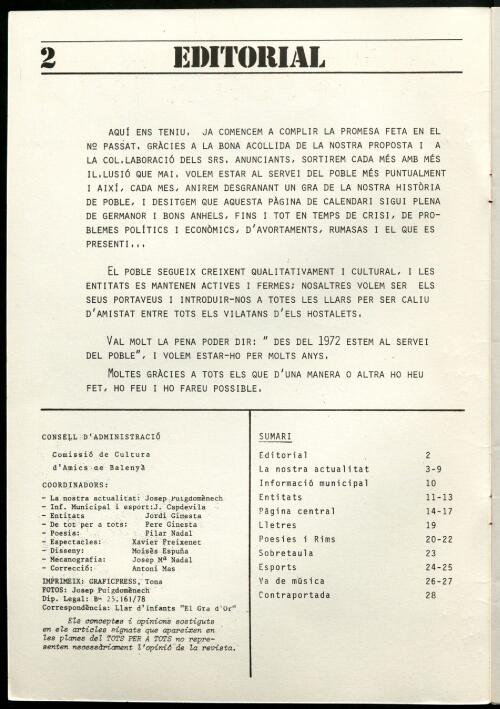 2 EDITORIAL
AQUÍ ENS TENIU. JA COMENCEM A COMPLIR LA PROMESA FETA EN EL
Nº PASSAT. GRÀCIES A LA BONA ACOLLIDA DE LA NOSTRA PROPOSTA I A
LA COL.LABORACIÓ DELS SRS. ANUNCIANTS, SORTIREM CADA MÉS AMB MÉS
IL.LUSIÓ QUE MAI. VOLEM ESTAR AL SERVEI DEL POBLE MÉS PUNTUALMENT
I AIXÍ, CADA MES, ANIREM DESGRANANT UN GRA DE LA NOSTRA HISTÒRIA
DE POBLE, I DESITGEM QUE AQUESTA PÀGINA DE CALENDARI SIGUI PLENA
DE GERMANOR I BONS ANHELS, FINS I TOT EN TEMPS DE CRISI, DE PRO-
BLEMES POLÍTICS I ECONÒMICS, D'AVORTAMENTS, RUMASAS I EL QUE ES
PRESENTI...
EL POBLE SEGUEIX CREIXENT QUALITATIVAMENT I CULTURAL, I LES
ENTITATS ES MANTENEN ACTIVES I FERMES; NOSALTRES VOLEM SER ELS
SEUS PORTAVEUS I INTRODUIR-NOS A TOTES LES LLARS PER SER CALIU
D'AMISTAT ENTRE TOTS ELS VILATANS D'ELS HOSTALETS.
VAL MOLT LA PENA PODER DIR: " DES DEL 1972 ESTEM AL SERVEI
DEL POBLE", I VOLEM ESTAR-HO PER MOLTS ANYS.
MOLTES GRÀCIES A TOTS ELS QUE D'UNA MANERA O ALTRA HO HEU
FET, HO FEU I HO FAREU POSSIBLE.
CONSELL D'ADMINISTRACIÓ
Comissió de Cultura
d'Amics de Balenyà
COORDINADORS:
- La nostra actualitat: Josep Puigdomènech
- Inf. Municipal i esport:J. Capdevila
- Entitats Jordi Ginesta
- De tot per a tots: Pere Ginesta
- Poesia: Pilar Nadal
- Espectacles: Xavier Freixenet
- Disseny: Moisès Espuña
- Mecanografia: Josep Mª Nadal
- Correcció: Antoni Mas
IMPRIMEIX: GRAFICPRESS, Tona
FOTOS: Josep Puigdomènech
Dip. Legal: B- 25.161/78
Correspondència: Llar d'infants "El Gra d'Or"
Els conceptes i opinions sostiguts
en els articles signats que apareixen en
les planes del TOTS PER A TOTS no repre-
senten necessàriament l'opinió de la revista.
SUMARI
Editorial 2
La nostra actualitat 3-9
Informació municipal 10
Entitats 11-13
Pàgina central 14-17
Lletres 19
Poesies i Rims 20-22
Sobretaula 23
Esports 24-25
Va de música 26-27
Contraportada 28